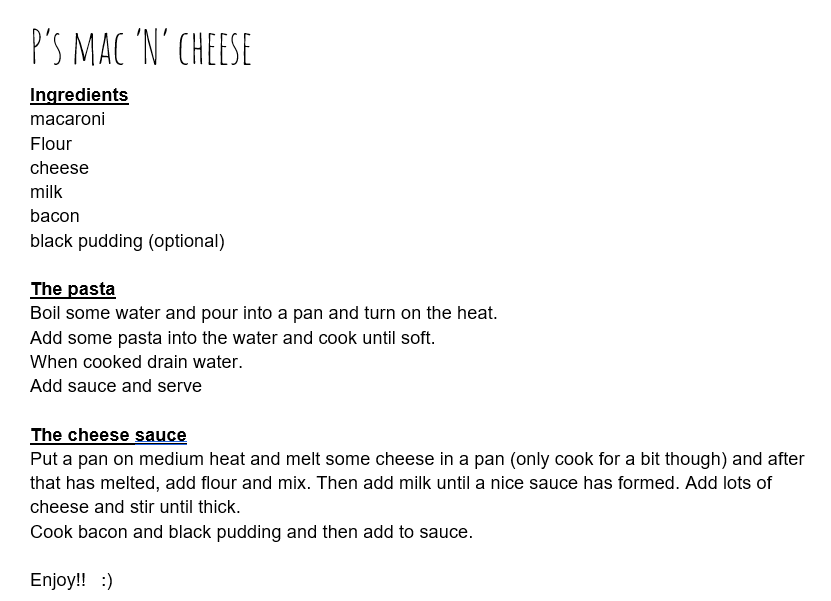 P's mac 'n' cheese
Ingredients
macaroni
Flour
cheese
milk
bacon
black pudding (optional)
The pasta
Boil some water and pour into a pan and turn on the heat.
Add some pasta into the water and cook until soft.
When cooked drain water.
Add sauce and serve
The cheese sauce
Put a pan on medium heat and melt some cheese in a pan (only cook for a bit though) and after
that has melted, add flour and mix. Then add milk until a nice sauce has formed. Add lots of
cheese and stir until thick.
Cook bacon and black pudding and then add to sauce.
Enjoy!!   :)